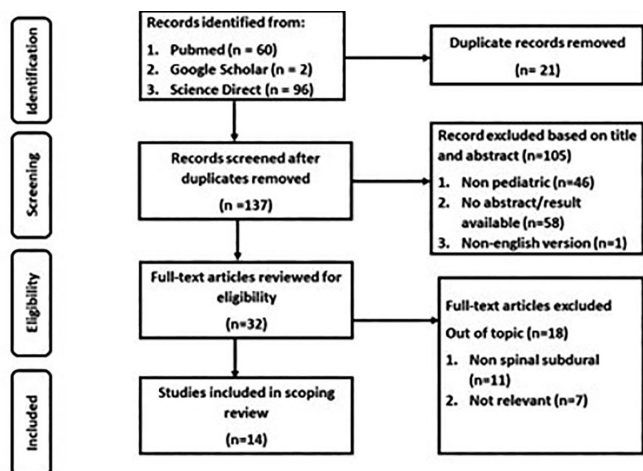 Identification
Records identified from:
1. Pubmed (n = 60)
2. Google Scholar (n = 2)
3. Science Direct (n = 96)
Duplicate records removed
(n= 21)
Screening
Records screened after
duplicates removed
(n =137)
Record excluded based on title
and abstract (n=105)
1. Non pediatric (n=46)
2. No abstract/result
available (n=58)
3. Non-english version (n=1)
Eligibility
Full-text articles reviewed for
eligibility
(n=32)
Full-text articles excluded
Out of topic (n=18)
1. Non spinal subdural
(n=11)
2. Not relevant (n=7)
Included
Studies included in scoping
review
(n=14)